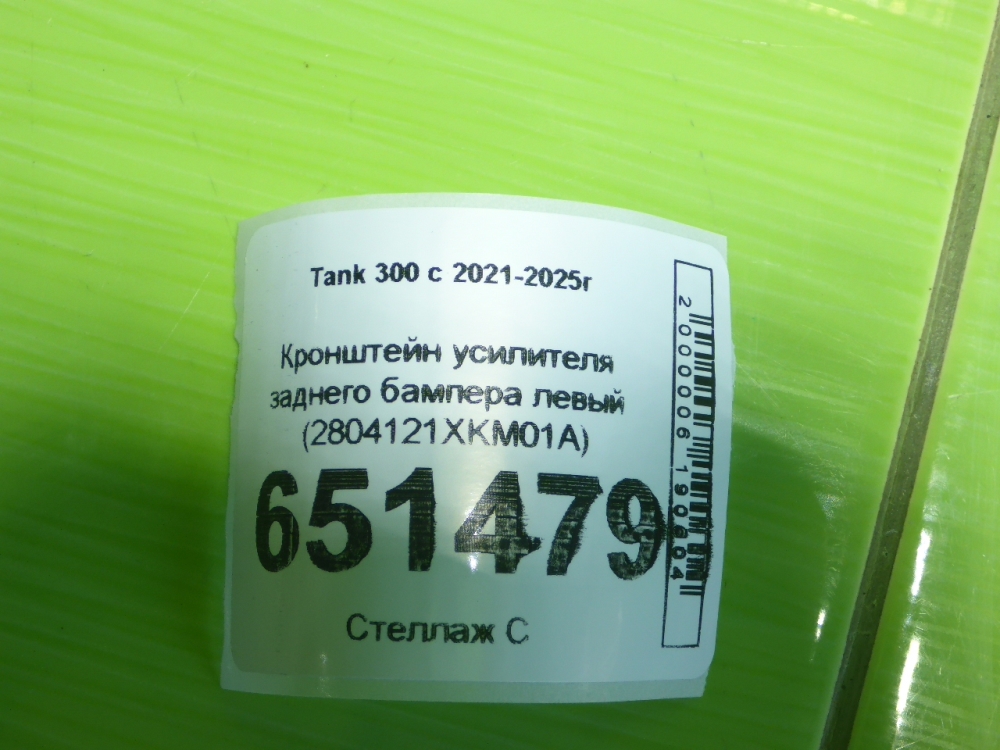 Tank 300 с 2021-2025г
Кронштейн усилителя
заднего бампера левый
(2804121XKM01A)
651479
Стеллаж С
2000006190604